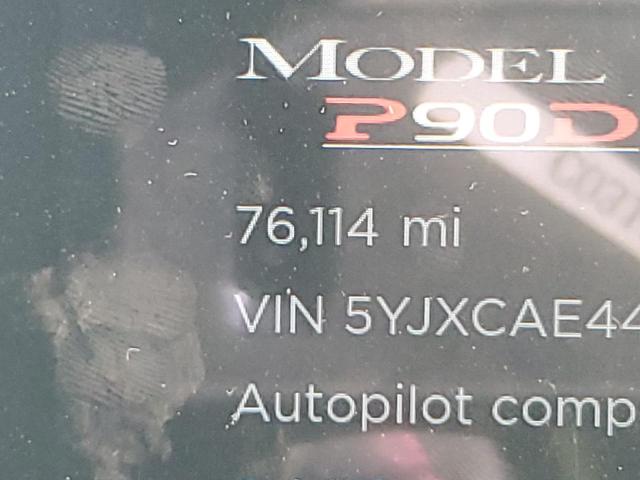 MODEL
P90D
76,114 mi
VIN 5YJXCAE44
Autopilot comp